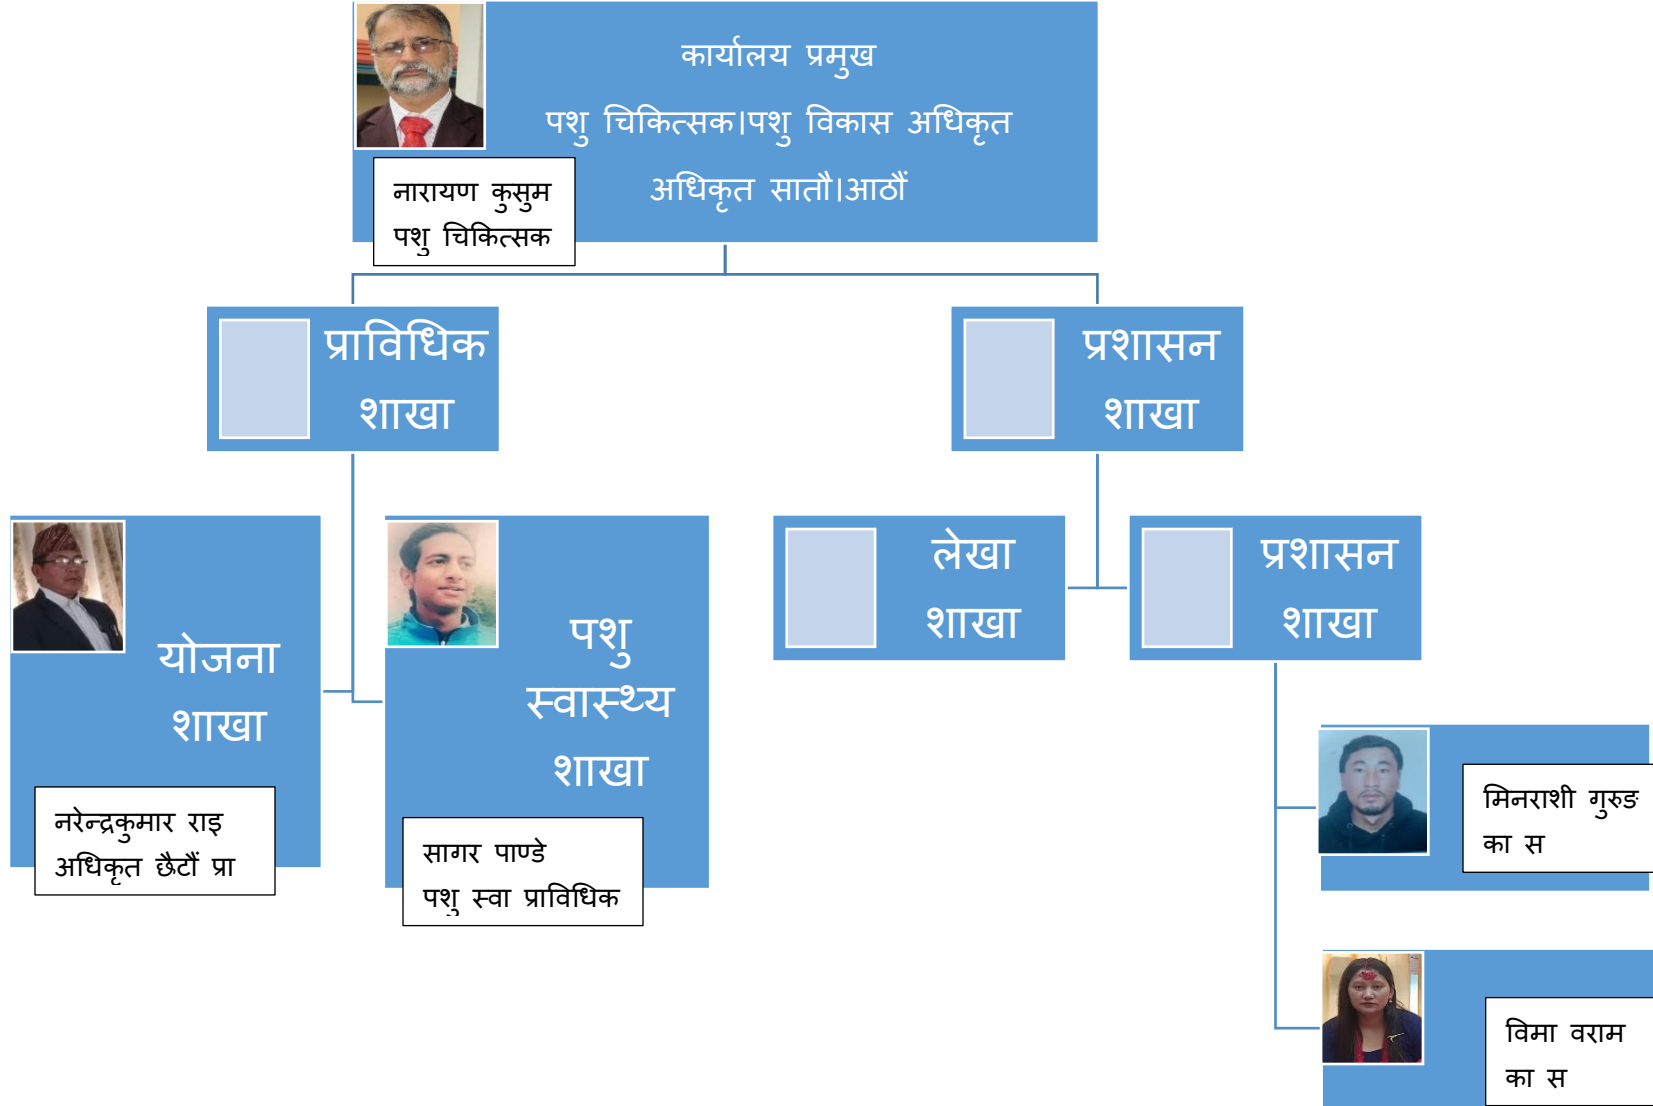 कार्यालय प्रमुख
पशु चिकित्सक।पशु विकास अधिकृत
अधिकृत सातौ।आठौं
नारायण कुसुम
पशु चिकित्सक
प्राविधिक
शाखा
प्रशासन
शाखा
योजना
शाखा
नरेन्द्रकुमार राइ
अधिकृत छैटौं प्रा
पशु
स्वास्थ्य
शाखा
सागर पाण्डे
पशु स्वा प्राविधिक
लेखा
शाखा
प्रशासन
शाखा
मिनराशी गुरुङ
का स
विमा वराम
का स